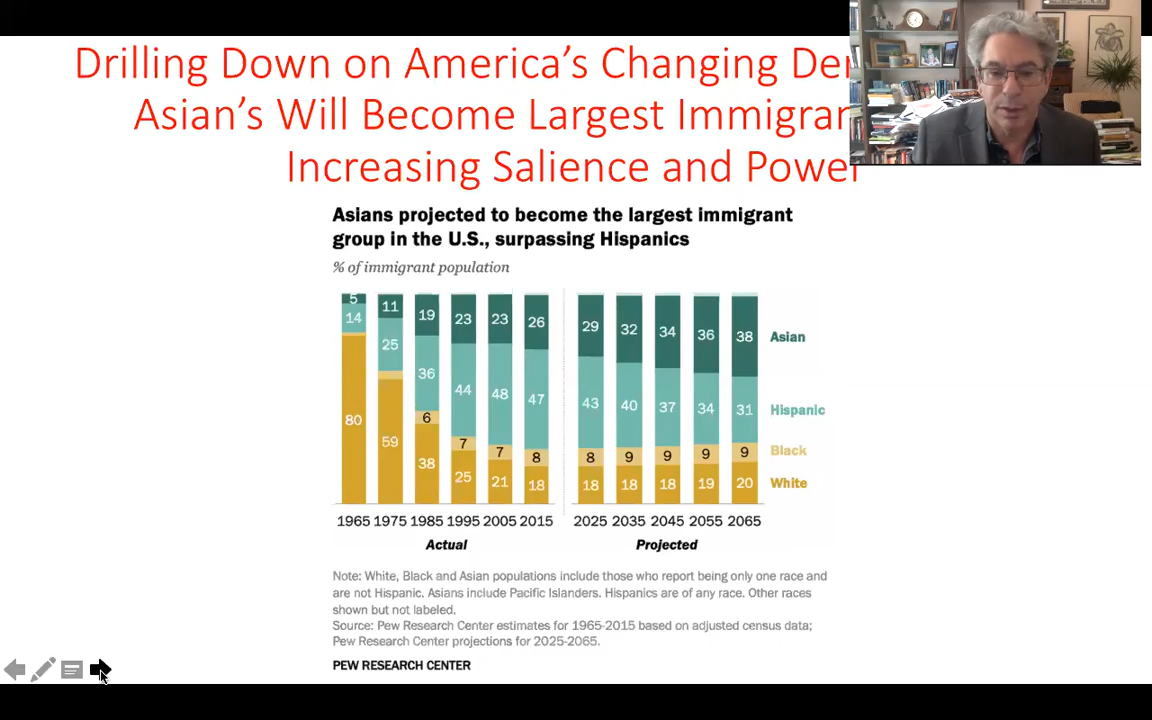 Drilling Down on America’s Changing
Asian’s Will Become Largest
Increasing Salience and Power
Asians projected to become the largest immigrant
group in the U.S., surpassing Hispanics
% of immigrant population
5 11 19 23 23 26 29 32 34 36 38 Asian
14 25 36 44 48 47 43 40 37 34 31 Hispanic
6 7 7 8 8 9 9 9 9 Black
80 59 38 25 21 18 18 18 18 19 20 White
1965 1975 1985 1995 2005 2015 2025 2035 2045 2055 2065
Actual Projected
Note: White, Black and Asian populations include those who report being only one race and
are not Hispanic. Asians include Pacific Islanders. Hispanics are of any race. Other races
shown but not labeled.
Source: Pew Research Center estimates for 1965-2015 based on adjusted census data;
Pew Research Center projections for 2025-2065.
PEW RESEARCH CENTER